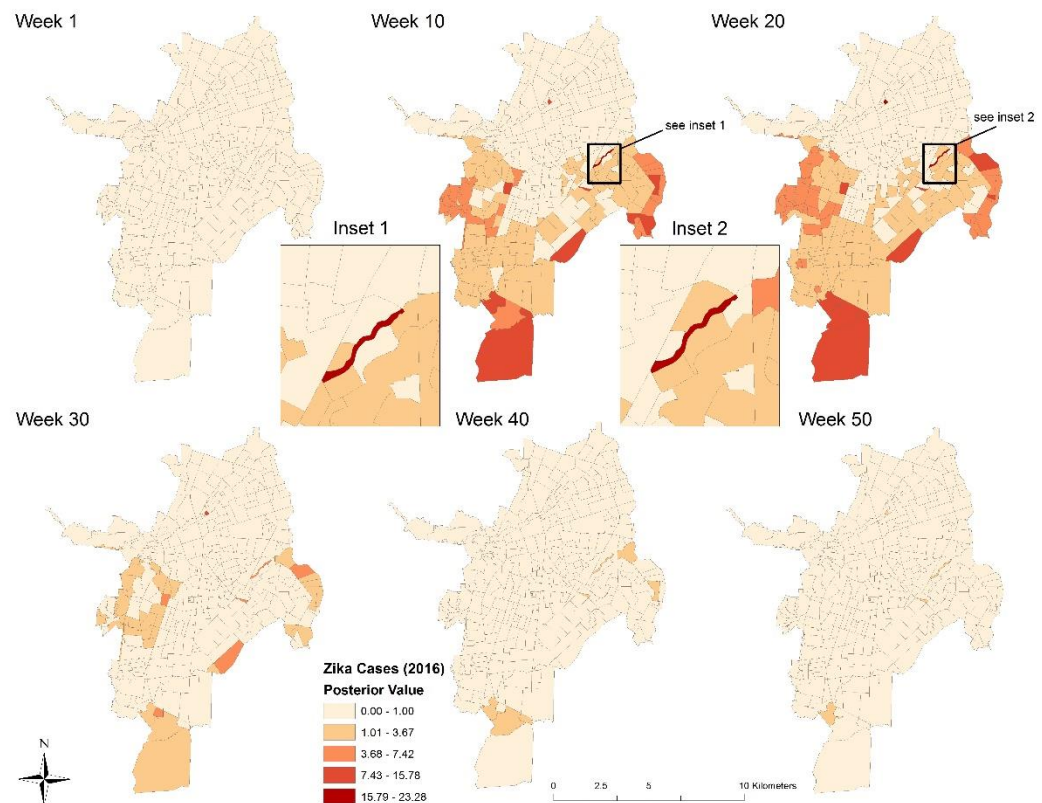 Week 1
Week 10
Week 20
see inset 1
see inset 2
Inset 1
Inset 2
Week 30
Week 40
Week 50
Zika Cases (2016)
Posterior Value
0.00 - 1.00
1.01 - 3.67
3.68 - 7.42
7.43 - 15.78
15.79 - 23.28
N
0 2.5 5 10 Kilometers